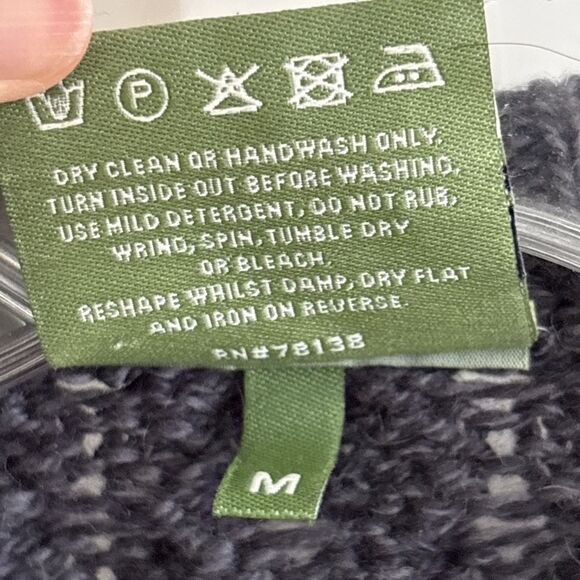 P
DRY CLEAN OR HANDWASH ONLY.
TURN INSIDE OUT BEFORE WASHING,
USE MILD DETERGENT, DO NOT RUB,
WRING, SPIN, TUMBLE DRY
OR BLEACH.
RESHAPE WHILST DAMP, DRY FLAT
AND IRON ON REVERSE.
RN#78138
M